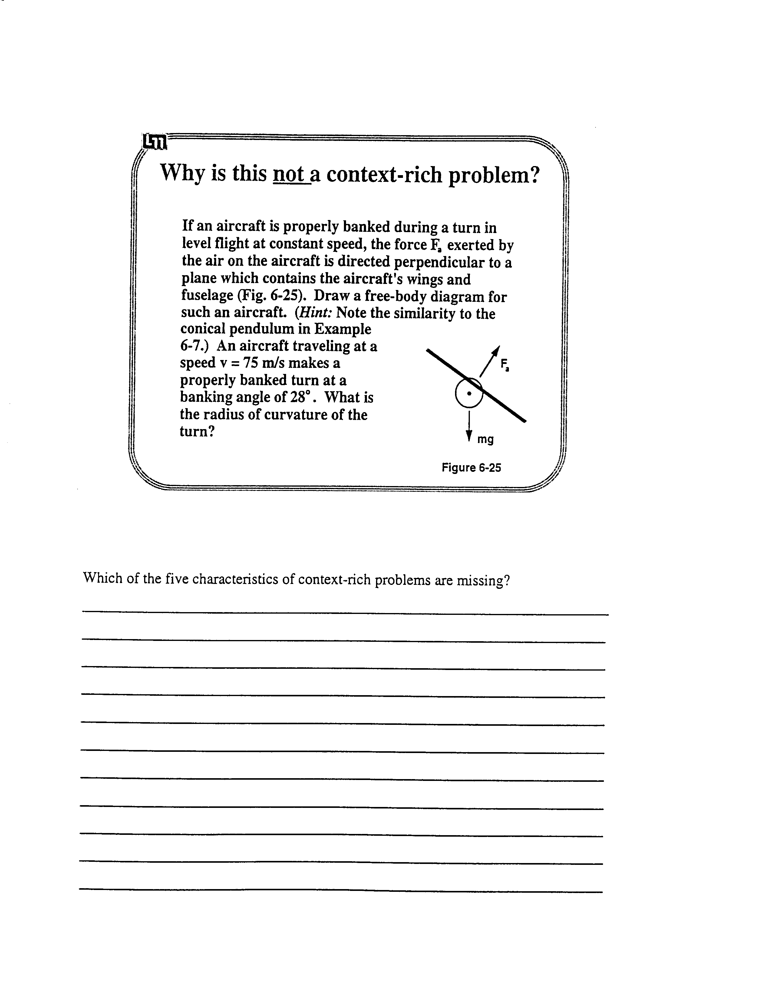 Why is this not a context-rich problem?
If an aircraft is properly banked during a turn in
level flight at constant speed, the force Fa exerted by
the air on the aircraft is directed perpendicular to a
plane which contains the aircraft's wings and
fuselage (Fig. 6-25). Draw a free-body diagram for
such an aircraft. (Hint: Note the similarity to the
conical pendulum in Example
6-7.) An aircraft traveling at a
speed v = 75 m/s makes a
properly banked turn at a
banking angle of 28°. What is
the radius of curvature of the
turn?
Fa
mg
Figure 6-25
Which of the five characteristics of context-rich problems are missing?